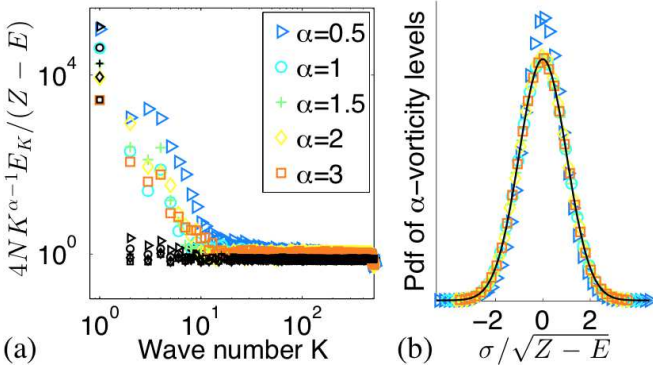 4NK^{α−1}E_K/(Z − E)
10^4
10^0
α=0.5
α=1
α=1.5
α=2
α=3
10^0 10^1 10^2
Wave number K
(a)
Pdf of α−vorticity levels
−2 0 2
σ/√(Z − E)
(b)